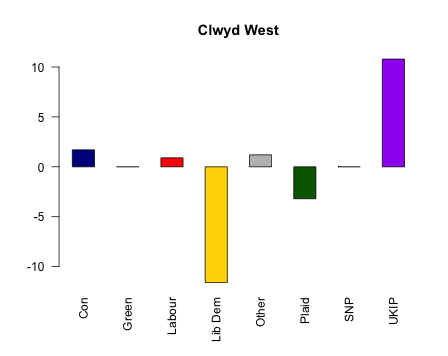 Clwyd West
10
5
0
-5
-10
Con
Green
Labour
Lib Dem
Other
Plaid
SNP
UKIP